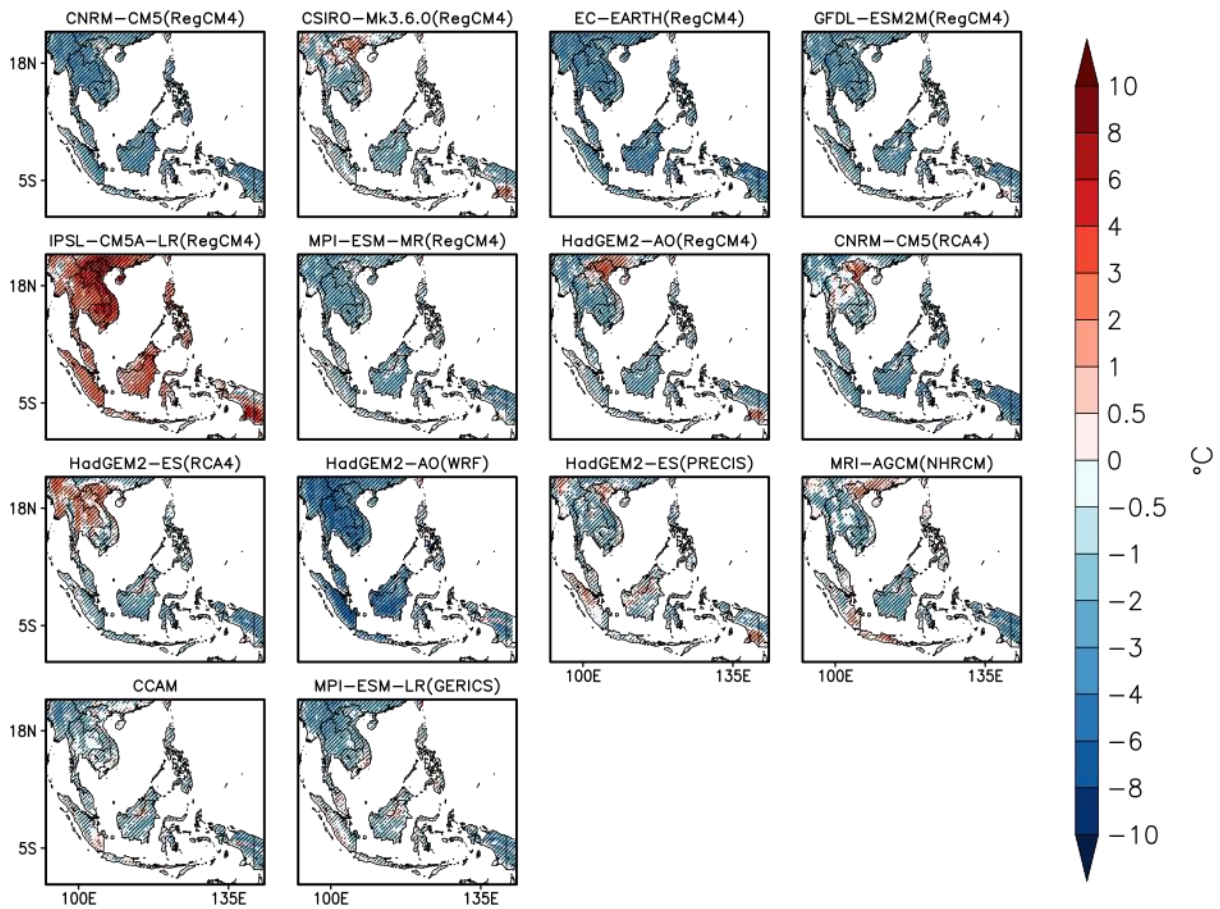 CNRM-CM5(RegCM4) CSIRO-Mk3.6.0(RegCM4) EC-EARTH(RegCM4) GFDL-ESM2M(RegCM4)
18N
5S
IPSL-CM5A-LR(RegCM4) MPI-ESM-MR(RegCM4) HadGEM2-AO(RegCM4) CNRM-CM5(RCA4)
18N
5S
HadGEM2-ES(RCA4) HadGEM2-AO(WRF) HadGEM2-ES(PRECIS) MRI-AGCM(NHRCM)
18N
5S
100E 135E 100E 135E
CCAM MPI-ESM-LR(GERICS)
18N
5S
100E 135E 100E 135E
10
8
6
4
3
2
1
0.5
0
-0.5
-1
-2
-3
-4
-6
-8
-10
°C